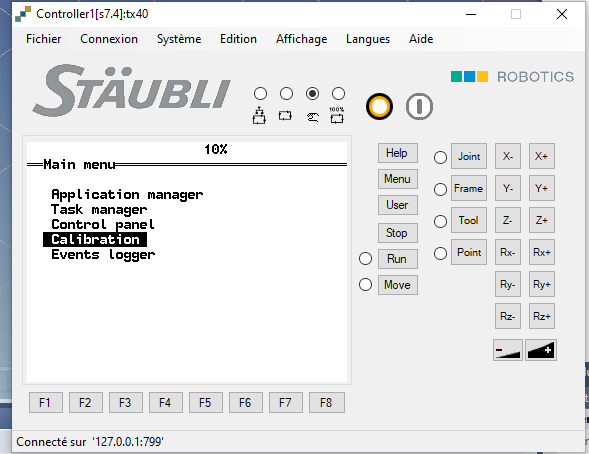 Controller1[s7.4]:tx40
Fichier Connexion Système Edition Affichage Langues Aide
STÄUBLI
ROBOTICS
100%
10%
Main menu
Application manager
Task manager
Control panel
Calibration
Events logger
Help
Menu
User
Stop
Run
Move
Joint X- X+
Frame Y- Y+
Tool Z- Z+
Point Rx- Rx+
Ry- Ry+
Rz- Rz+
- +
F1 F2 F3 F4 F5 F6 F7 F8
Connecté sur '127.0.0.1:799'